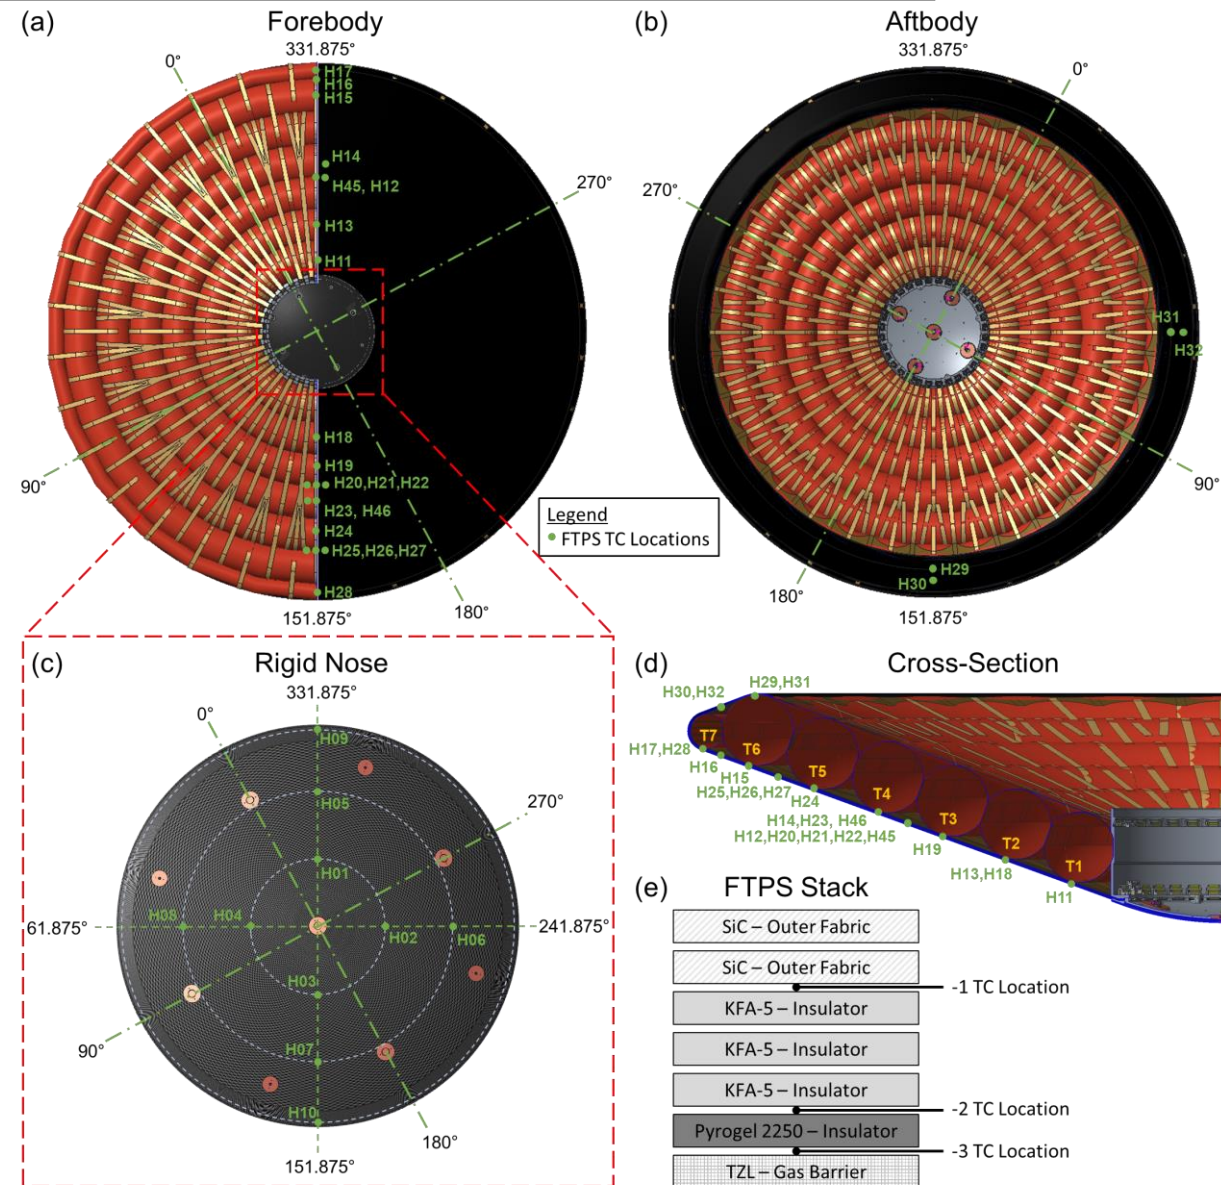 (a) Forebody
331.875°
0°
H17
H16
H15
H14
H45, H12
270°
H13
H11
H18
H19
H20,H21,H22
90°
H23, H46
H24
H25,H26,H27
H28
180°
151.875°
(b) Aftbody
331.875°
0°
270°
H31
H32
90°
H29
H30
180°
151.875°
Legend
FTPS TC Locations
(c) Rigid Nose
331.875°
0°
H09
H05
270°
H01
H08
H04
61.875°
H02
H06
241.875°
H03
H07
90°
H10
180°
151.875°
(d) Cross-Section
H29,H31
H30,H32
T7
T6
H17,H28
H16
H15
T5
H25,H26,H27
H24
T4
H14,H23, H46
T3
H12,H20,H21,H22,H45
H19
T2
H13,H18
T1
H11
(e) FTPS Stack
SiC – Outer Fabric
SiC – Outer Fabric
-1 TC Location
KFA-5 – Insulator
KFA-5 – Insulator
KFA-5 – Insulator
-2 TC Location
Pyrogel 2250 – Insulator
-3 TC Location
TZL – Gas Barrier